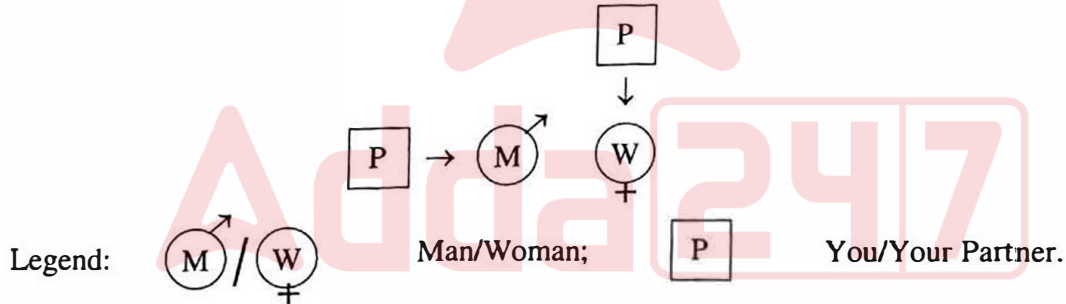 P
P → M W
Legend: M / W Man/Woman; P You/Your Partner.
Adda247